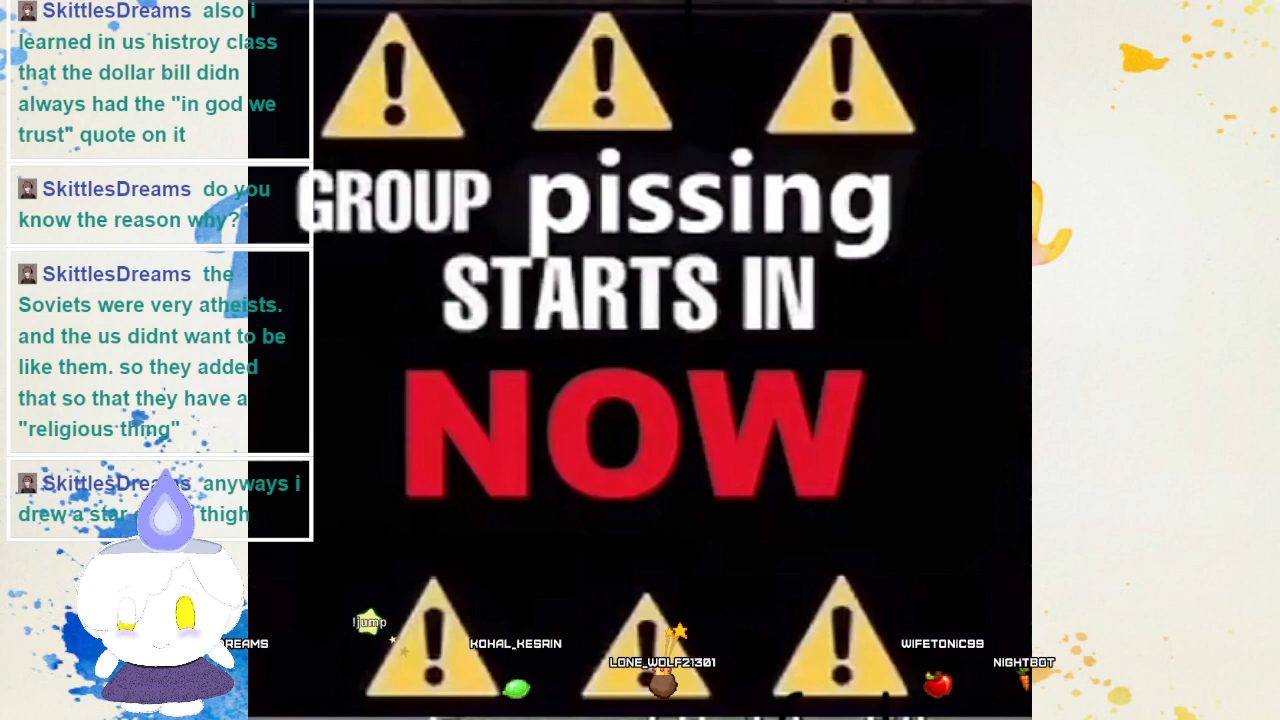 SkittlesDreams also i
learned in us histroy class
that the dollar bill didn
always had the "in god we
trust" quote on it
SkittlesDreams do you
know the reason why?
SkittlesDreams the
Soviets were very atheists.
and the us didnt want to be
like them. so they added
that so that they have a
"religious thing"
SkittlesDreams anyways i
drew a star thigh
GROUP pissing
STARTS IN
NOW
!jump
REAMS
KOHAL_KESRIN
LONE_WOLF21301
WIFETONIC99
NIGHTBOT